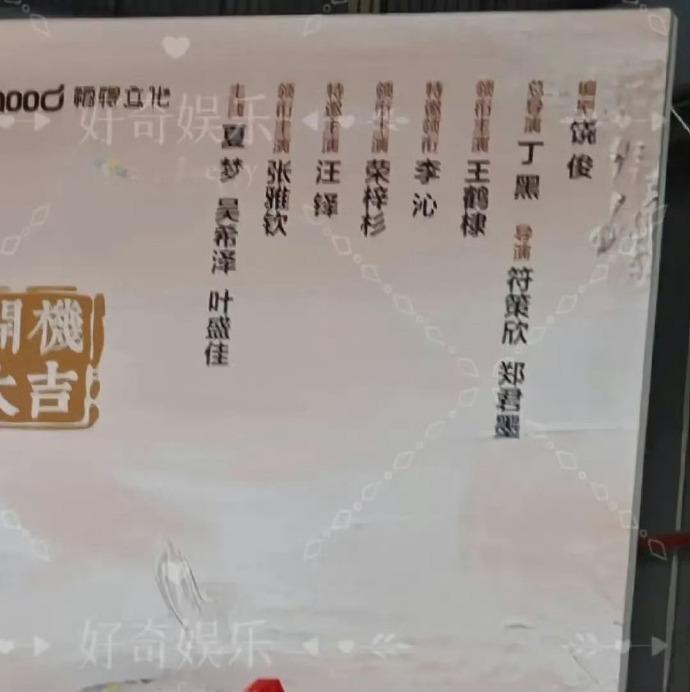 编剧 饶俊
总导演 丁黑 导演 符策欣 郑君墨
领衔主演 王鹤棣
特邀领衔 李沁
领衔主演 荣梓杉
特邀主演 汪铎
领衔主演 张雅钦
主演 夏梦 吴希泽 叶盛佳
開機
大吉
好奇娱乐
好奇娱乐